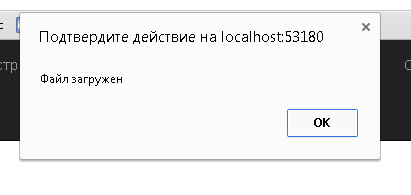 Подтвердите действие на localhost:53180
Файл загружен
OK